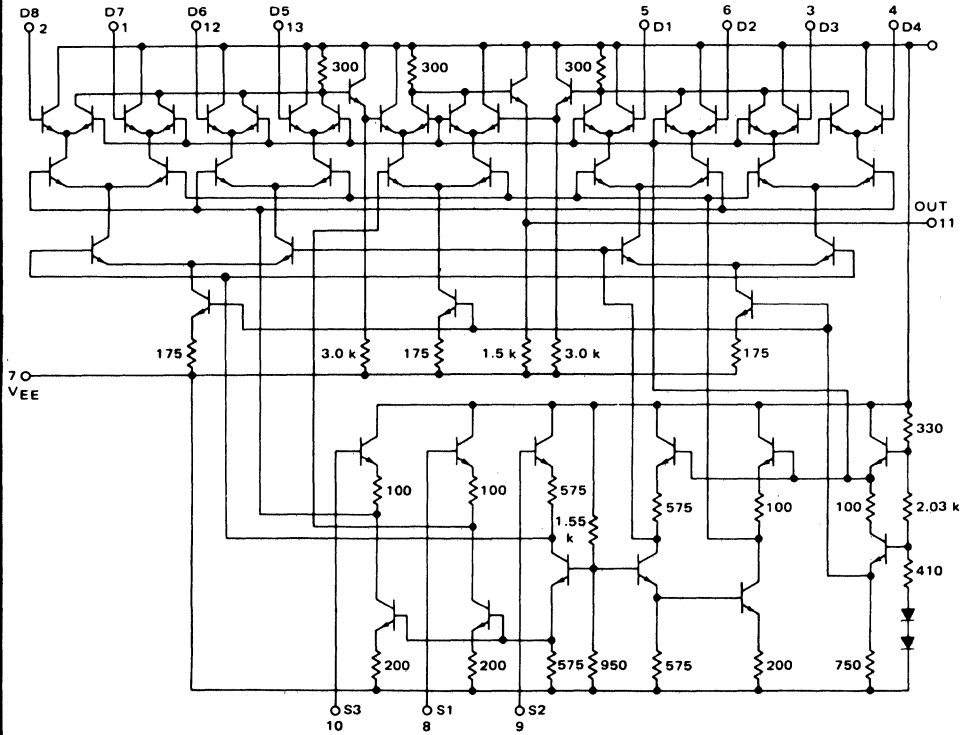 D8 D7 D6 D5 5 6 3 4
2 1 12 13 D1 D2 D3 D4
300 300 300
OUT
11
175 3.0 k 175 1.5 k 3.0 k 175
7
VEE
330
100 100 575 575 100 100 2.03 k
1.55
k
410
200 200 575 950 575 200 750
S3 S1 S2
10 8 9